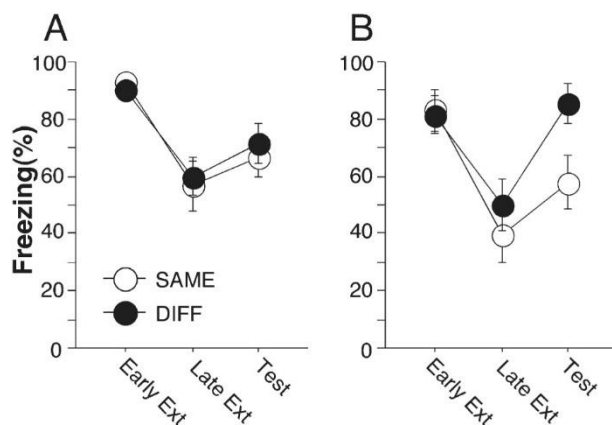 A
B
Freezing(%)
100
80
60
40
20
0
SAME
DIFF
Early Ext
Late Ext
Test
100
80
60
40
20
0
Early Ext
Late Ext
Test